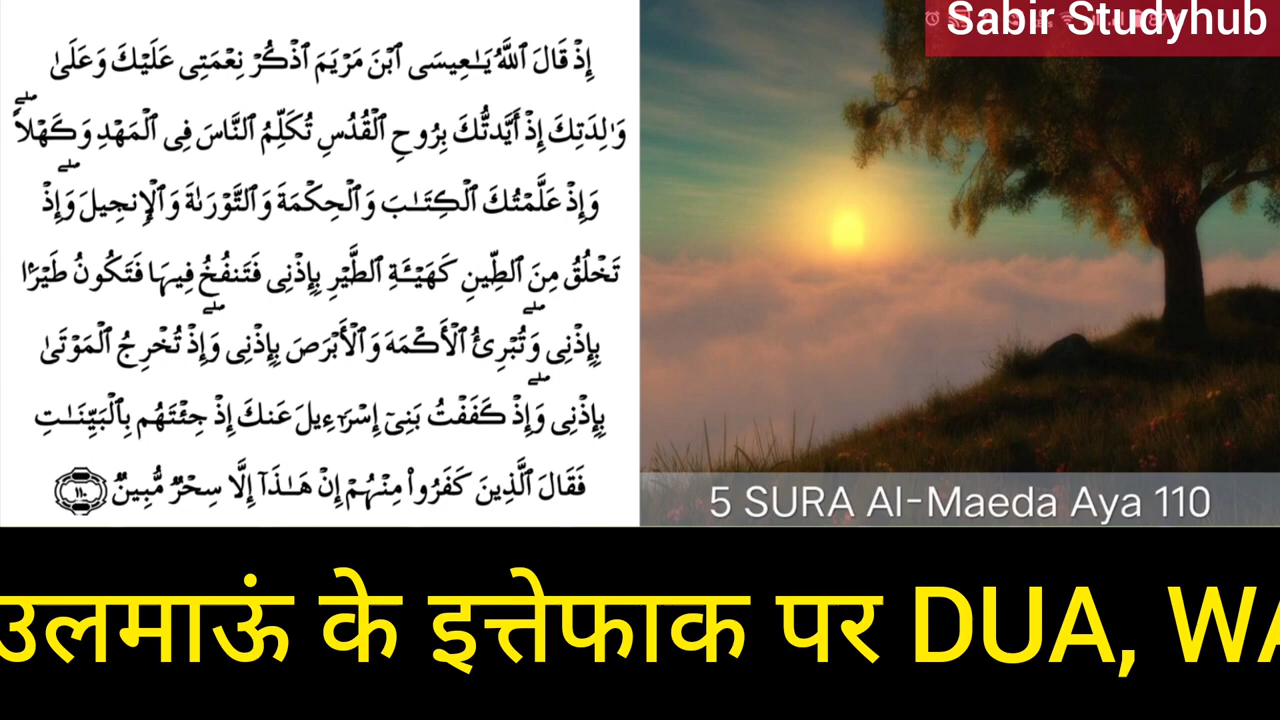 إِذْ قَالَ ٱللَّهُ يَـٰعِيسَى ٱبْنَ مَرْيَمَ ٱذْكُرْ نِعْمَتِى عَلَيْكَ وَعَلَىٰ
وَٰلِدَتِكَ إِذْ أَيَّدتُّكَ بِرُوحِ ٱلْقُدُسِ تُكَلِّمُ ٱلنَّاسَ فِى ٱلْمَهْدِ وَكَهْلًا ۖ
وَإِذْ عَلَّمْتُكَ ٱلْكِتَـٰبَ وَٱلْحِكْمَةَ وَٱلتَّوْرَىٰةَ وَٱلْإِنجِيلَ ۖ وَإِذْ
تَخْلُقُ مِنَ ٱلطِّينِ كَهَيْـَٔةِ ٱلطَّيْرِ بِإِذْنِى فَتَنفُخُ فِيهَا فَتَكُونُ طَيْرًۢا
بِإِذْنِى ۖ وَتُبْرِئُ ٱلْأَكْمَهَ وَٱلْأَبْرَصَ بِإِذْنِى ۖ وَإِذْ تُخْرِجُ ٱلْمَوْتَىٰ
بِإِذْنِى ۖ وَإِذْ كَفَفْتُ بَنِىٓ إِسْرَٰٓءِيلَ عَنكَ إِذْ جِئْتَهُم بِٱلْبَيِّنَـٰتِ
فَقَالَ ٱلَّذِينَ كَفَرُوا۟ مِنْهُمْ إِنْ هَـٰذَآ إِلَّا سِحْرٌ مُّبِينٌ ١١٠
Sabir Studyhub
5 SURA Al-Maeda Aya 110
उलमाऊं के इत्तेफाक पर DUA,